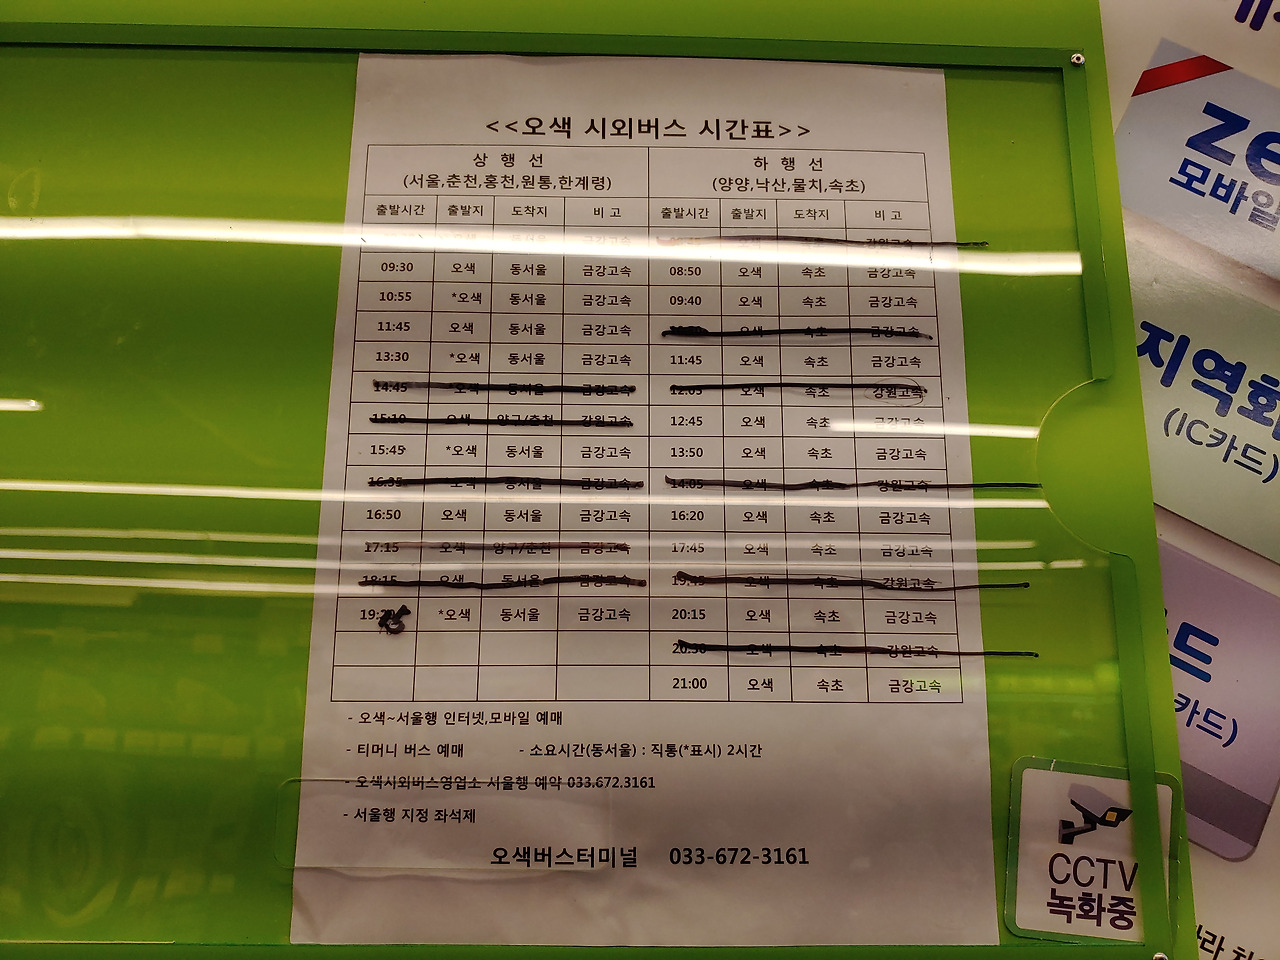 <<오색 시외버스 시간표>>
상 행 선 하 행 선
(서울,춘천,홍천,원통,한계령) (양양,낙산,물치,속초)
출발시간 출발지 도착지 비 고 출발시간 출발지 도착지 비 고
강원고속
09:30 오색 동서울 금강고속 08:50 오색 속초 금강고속
10:55 *오색 동서울 금강고속 09:40 오색 속초 금강고속
11:45 오색 동서울 금강고속 오색 속초 금강고속
13:30 *오색 동서울 금강고속 11:45 오색 속초 금강고속
14:45 *오색 동서울 금강고속 12:05 오색 속초 강원고속
15:10 오색 양구/춘천 강원고속 12:45 오색 속초 금강고속
15:45 *오색 동서울 금강고속 13:50 오색 속초 금강고속
16:35 *오색 동서울 금강고속 14:05 오색 속초 강원고속
16:50 오색 동서울 금강고속 16:20 오색 속초 금강고속
17:15 오색 양구/춘천 금강고속 17:45 오색 속초 금강고속
18:15 오색 동서울 금강고속 오색 속초 강원고속
*오색 동서울 금강고속 20:15 오색 속초 금강고속
20:30 오색 속초 강원고속
21:00 오색 속초 금강고속
- 오색~서울행 인터넷,모바일 예매
- 티머니 버스 예매 - 소요시간(동서울) : 직통(*표시) 2시간
- 오색시외버스영업소 서울행 예약 033.672.3161
- 서울행 지정 좌석제
오색버스터미널 033-672-3161
모바일
(IC카드)
카드)
CCTV
녹화중